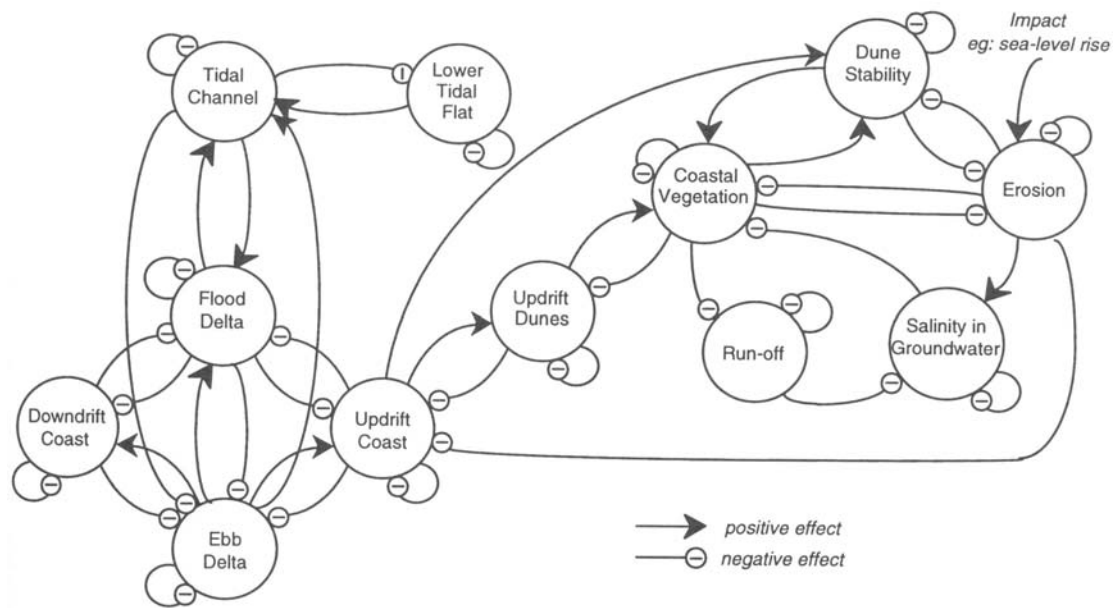 Impact
eg: sea-level rise
Tidal
Channel
Lower
Tidal
Flat
Dune
Stability
Coastal
Vegetation
Erosion
Flood
Delta
Updrift
Dunes
Run-off
Salinity in
Groundwater
Downdrift
Coast
Updrift
Coast
Ebb
Delta
positive effect
negative effect